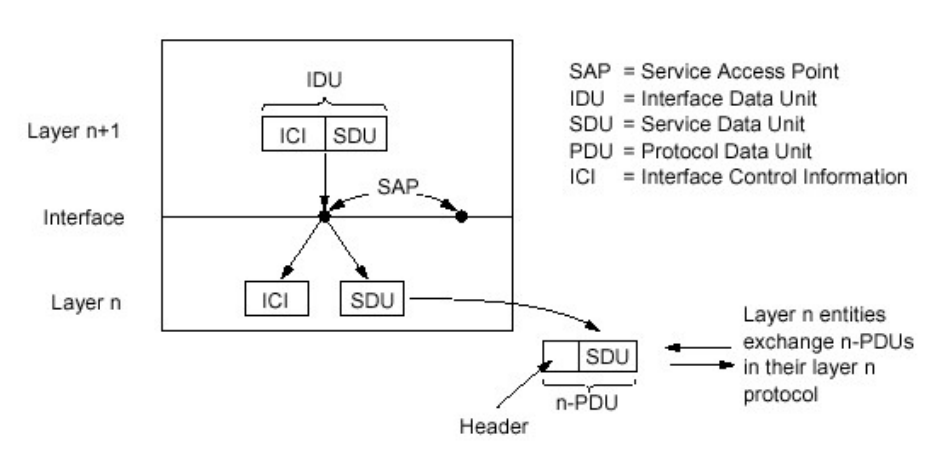 IDU
Layer n+1
ICI
SDU
SAP
Interface
Layer n
ICI
SDU
SDU
n-PDU
Header
SAP = Service Access Point
IDU = Interface Data Unit
SDU = Service Data Unit
PDU = Protocol Data Unit
ICI = Interface Control Information
Layer n entities
exchange n-PDUs
in their layer n
protocol